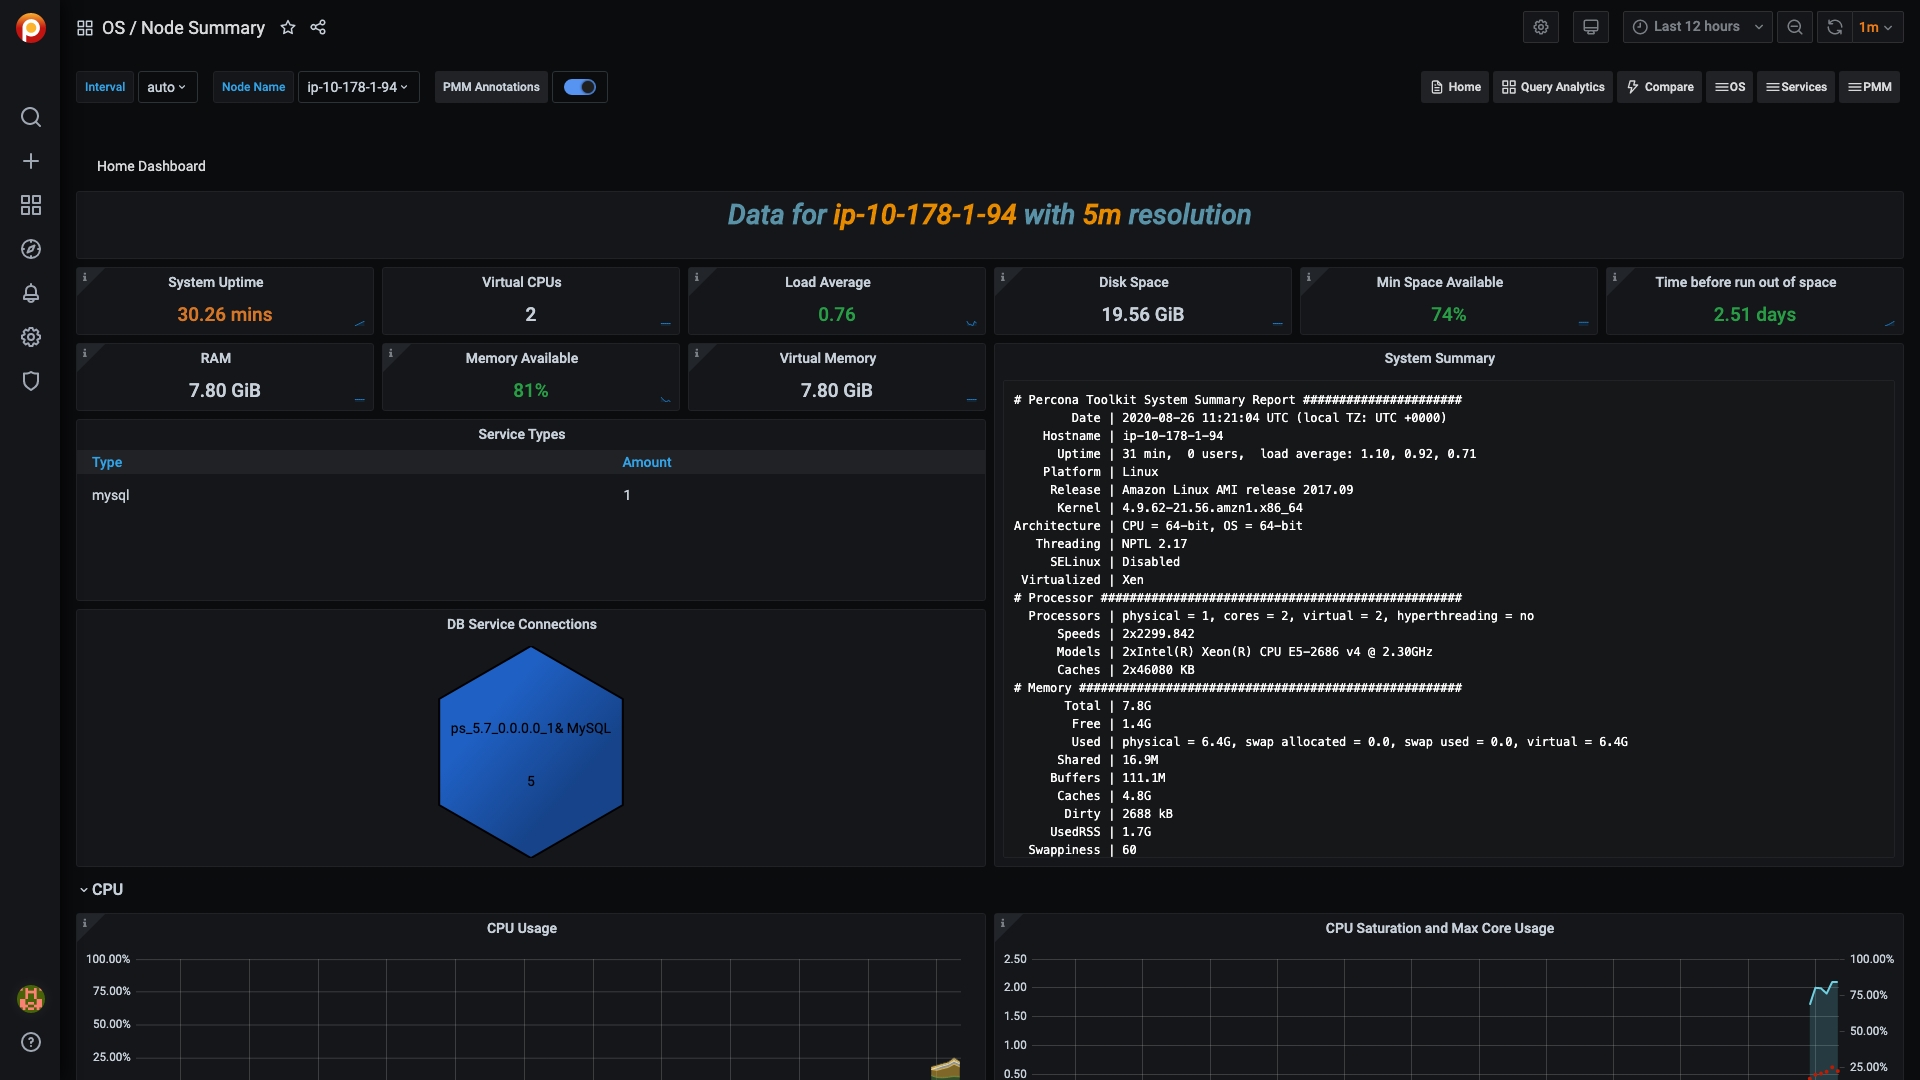 OS / Node Summary
Last 12 hours
1m
Interval
auto
Node Name
ip-10-178-1-94
PMM Annotations
Home
Query Analytics
Compare
OS
Services
PMM
Home Dashboard
Data for ip-10-178-1-94 with 5m resolution
System Uptime
30.26 mins
Virtual CPUs
2
Load Average
0.76
Disk Space
19.56 GiB
Min Space Available
74%
Time before run out of space
2.51 days
RAM
7.80 GiB
Memory Available
81%
Virtual Memory
7.80 GiB
Service Types
Type Amount
mysql 1
DB Service Connections
ps_5.7_0.0.0.0_1& MySQL
5
System Summary
# Percona Toolkit System Summary Report ######################
Date | 2020-08-26 11:21:04 UTC (local TZ: UTC +0000)
Hostname | ip-10-178-1-94
Uptime | 31 min,  0 users,  load average: 1.10, 0.92, 0.71
Platform | Linux
Release | Amazon Linux AMI release 2017.09
Kernel | 4.9.62-21.56.amzn1.x86_64
Architecture | CPU = 64-bit, OS = 64-bit
Threading | NPTL 2.17
SELinux | Disabled
Virtualized | Xen
# Processor ##################################################
Processors | physical = 1, cores = 2, virtual = 2, hyperthreading = no
Speeds | 2x2299.842
Models | 2xIntel(R) Xeon(R) CPU E5-2686 v4 @ 2.30GHz
Caches | 2x46080 KB
# Memory #####################################################
Total | 7.8G
Free | 1.4G
Used | physical = 6.4G, swap allocated = 0.0, swap used = 0.0, virtual = 6.4G
Shared | 16.9M
Buffers | 111.1M
Caches | 4.8G
Dirty | 2688 kB
UsedRSS | 1.7G
Swappiness | 60
CPU
CPU Usage
100.00%
75.00%
50.00%
25.00%
CPU Saturation and Max Core Usage
2.50
2.00
1.50
1.00
0.50
100.00%
75.00%
50.00%
25.00%